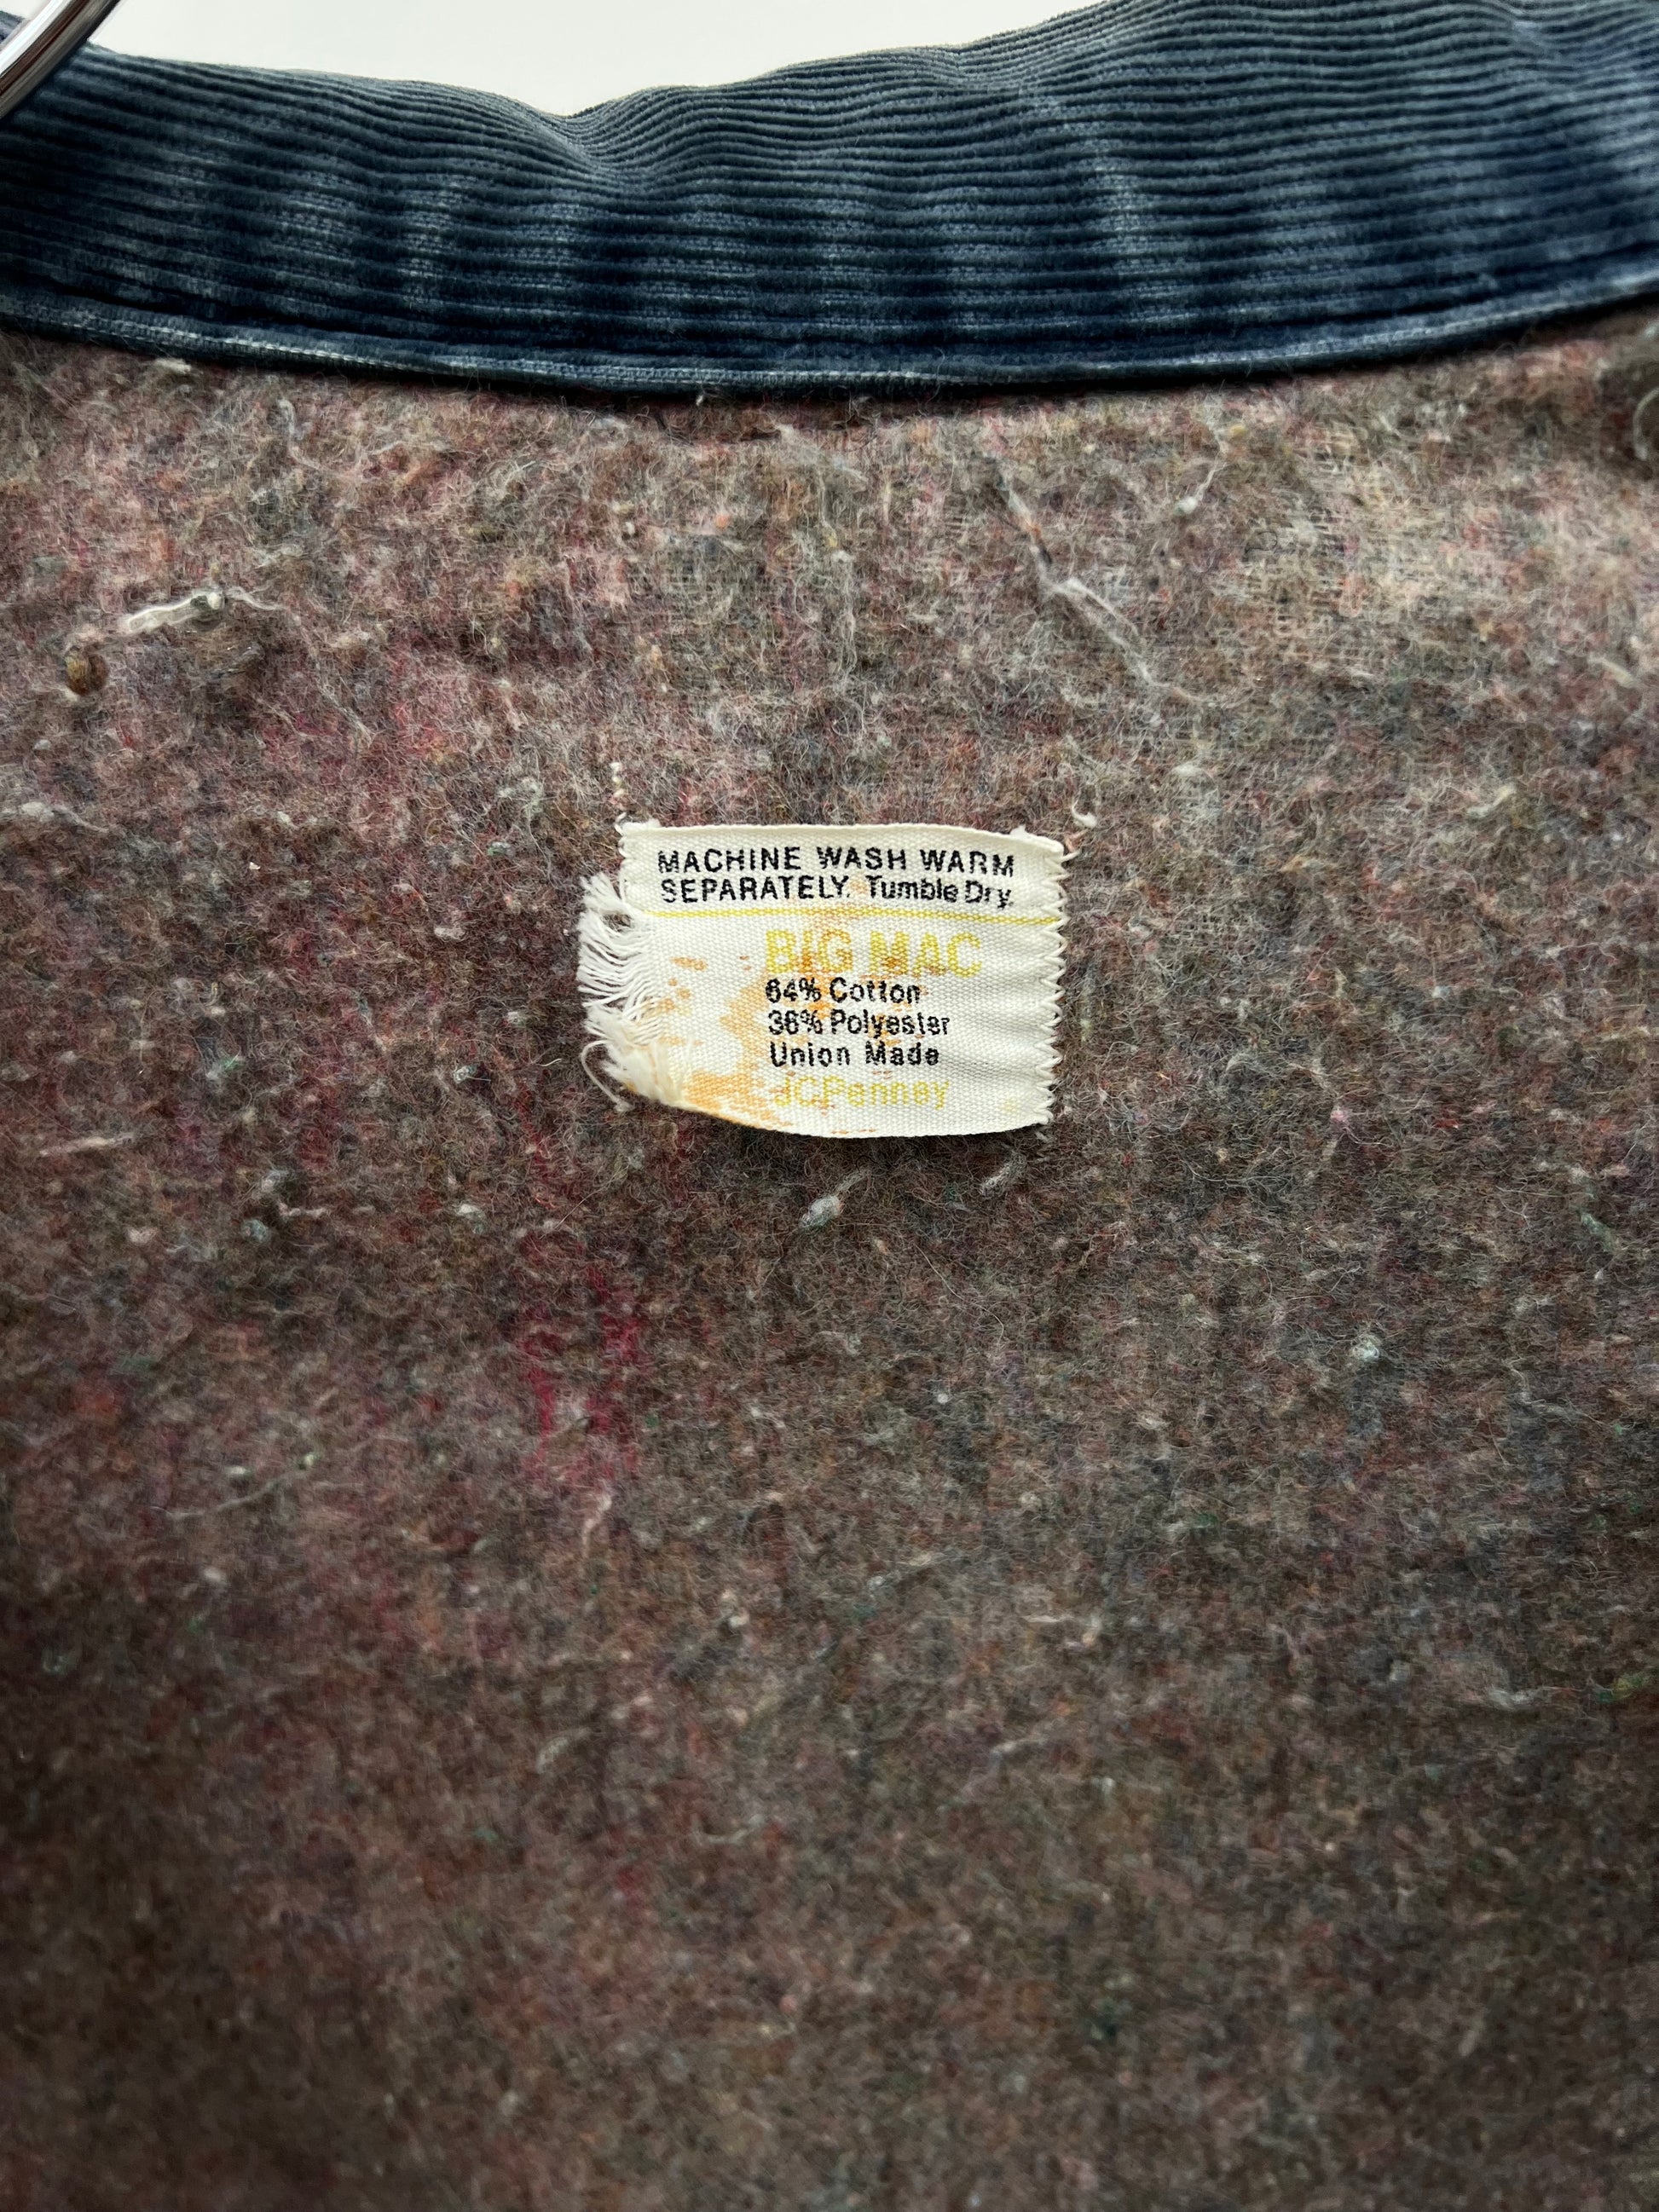 MACHINE WASH WARM
SEPARATELY. Tumble Dry.
BIG MAC
64% Cotton
36% Polyester
Union Made
JCPenney